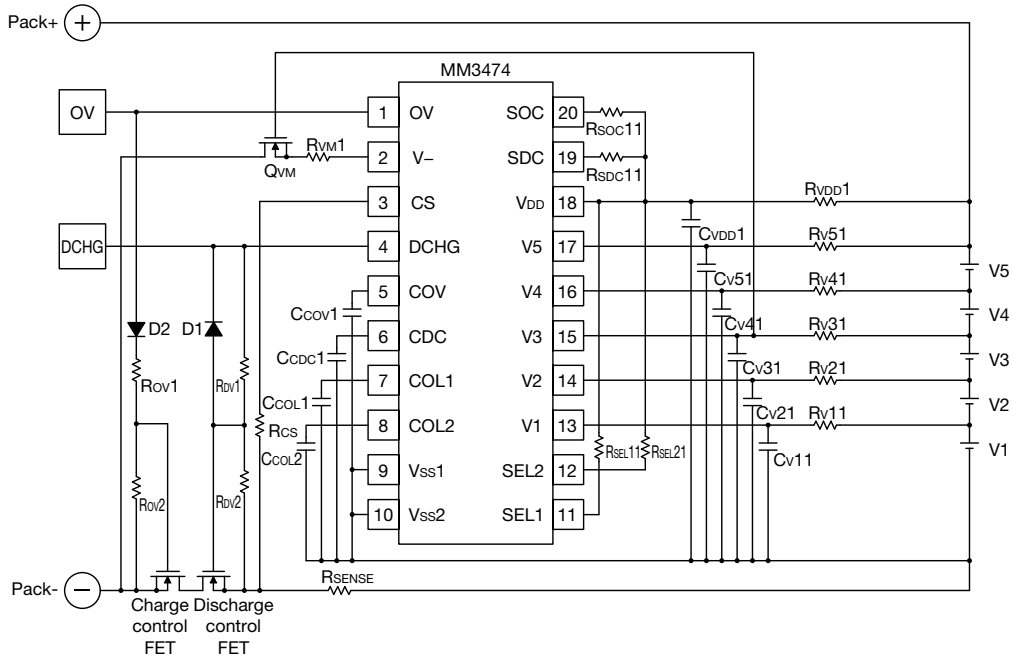 Pack+
MM3474
OV
1 OV SOC 20
RSOC11
RVM1
2 V– SDC 19
QVM
RSDC11
3 CS VDD 18
RVDD1
DCHG
4 DCHG V5 17
CVDD1
RV51
5 COV V4 16
CV51
RV41
V5
CCOV1
6 CDC V3 15
CV41
RV31
V4
D2 D1
CCDC1
7 COL1 V2 14
CV31
RV21
V3
ROV1
RDV1
CCOL1
8 COL2 V1 13
CV21
RV11
V2
RCS
CCOL2
RSEL11
RSEL21
CV11
V1
9 VSS1 SEL2 12
ROV2
RDV2
10 VSS2 SEL1 11
RSENSE
Pack-
Charge
control
FET
Discharge
control
FET